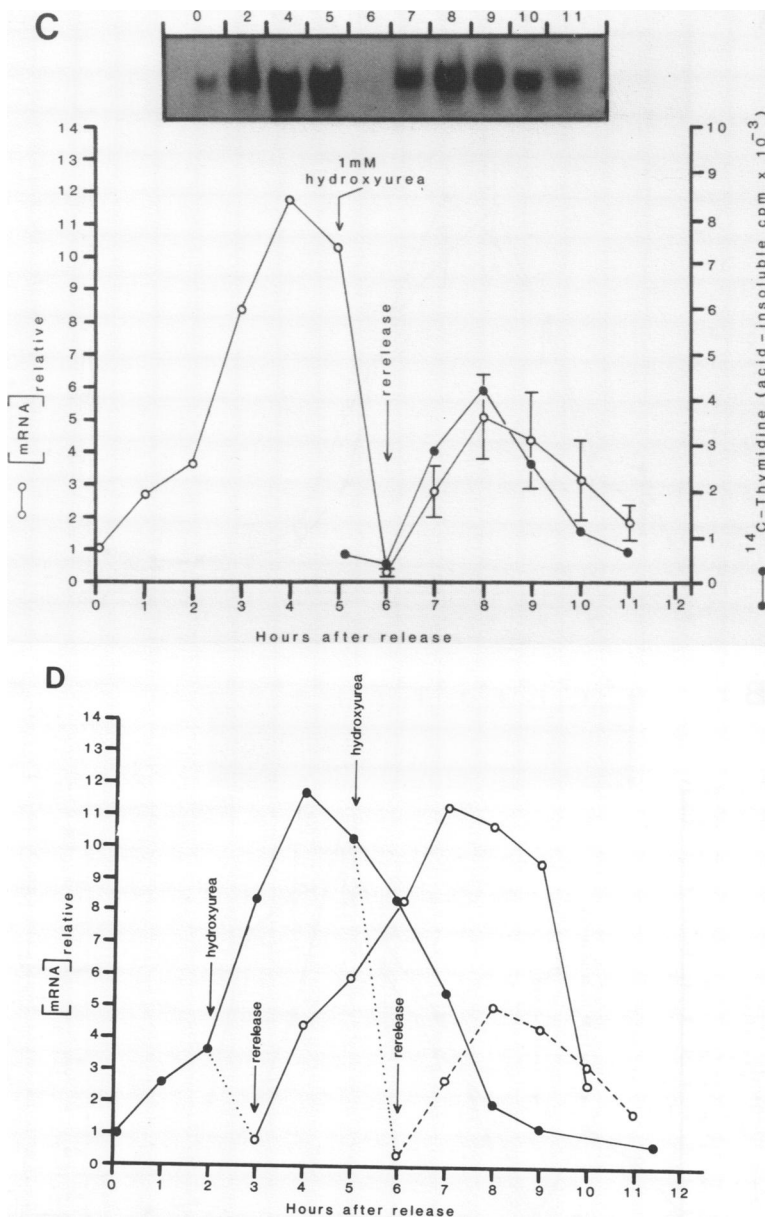 C
0 2 4 5 6 7 8 9 10 11
14
13
12
11
10
9
8
7
6
5
4
3
2
1
0
[mRNA] relative
1mM
hydroxyurea
rerelease
10
9
8
7
6
5
4
3
2
1
0
14C-Thymidine (acid-insoluble cpm x 10-3)
0 1 2 3 4 5 6 7 8 9 10 11 12
Hours after release
D
14
13
12
11
10
9
8
7
6
5
4
3
2
1
0
[mRNA] relative
hydroxyurea
rerelease
hydroxyurea
rerelease
0 1 2 3 4 5 6 7 8 9 10 11 12
Hours after release